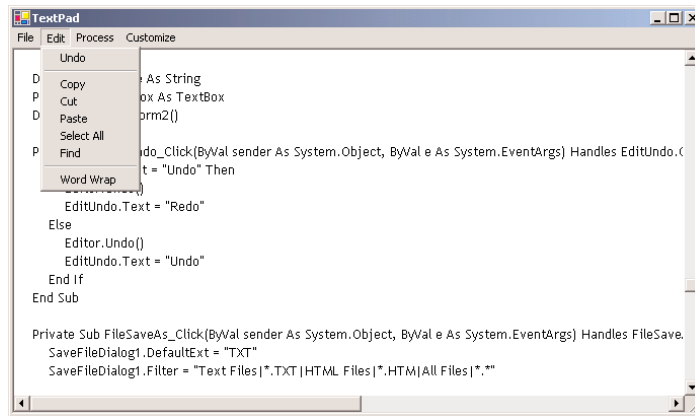 TextPad
File Edit Process Customize
Undo
Copy
Cut
Paste
Select All
Find
Word Wrap
D e As String
P ox As TextBox
D orm2()
P do_Click(ByVal sender As System.Object, ByVal e As System.EventArgs) Handles EditUndo.C
t = "Undo" Then
EditUndo.Text = "Redo"
Else
Editor.Undo()
EditUndo.Text = "Undo"
End If
End Sub
Private Sub FileSaveAs_Click(ByVal sender As System.Object, ByVal e As System.EventArgs) Handles FileSave.
SaveFileDialog1.DefaultExt = "TXT"
SaveFileDialog1.Filter = "Text Files|*.TXT|HTML Files|*.HTM|All Files|*.*"